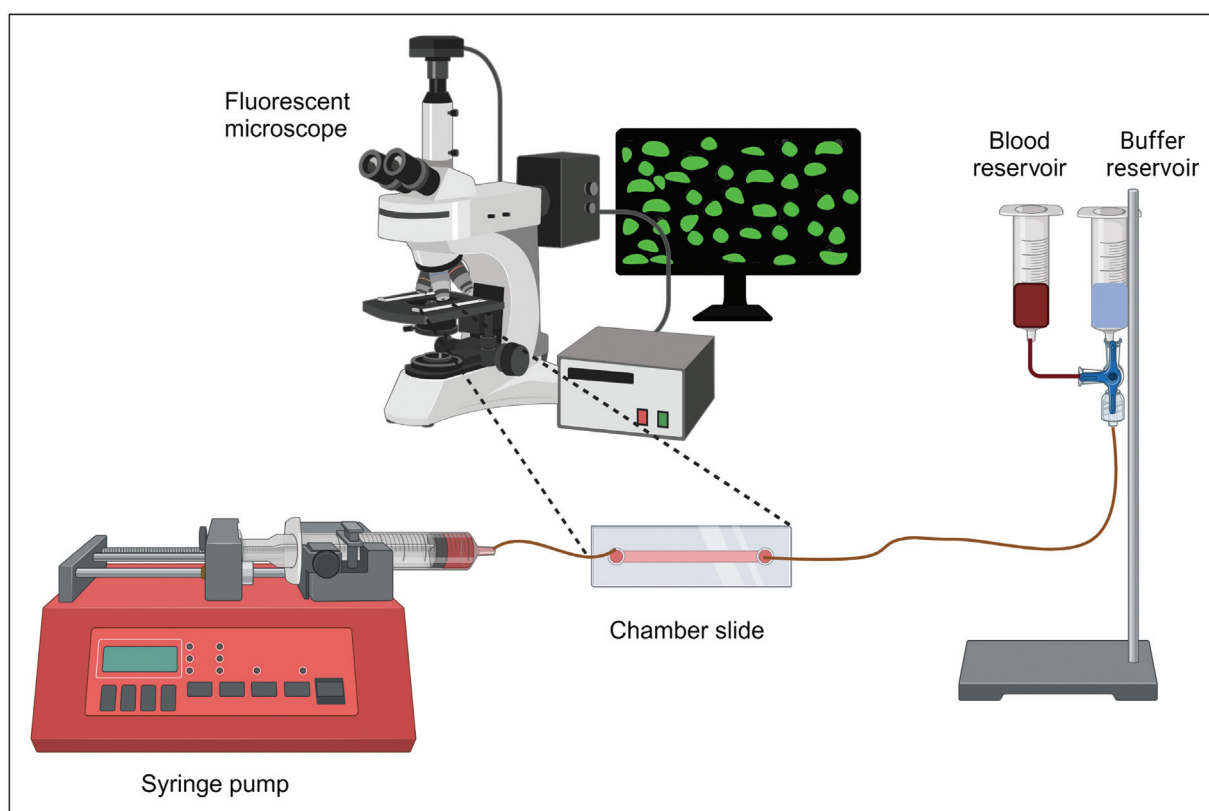 Fluorescent
microscope
Blood
reservoir
Buffer
reservoir
Chamber slide
Syringe pump